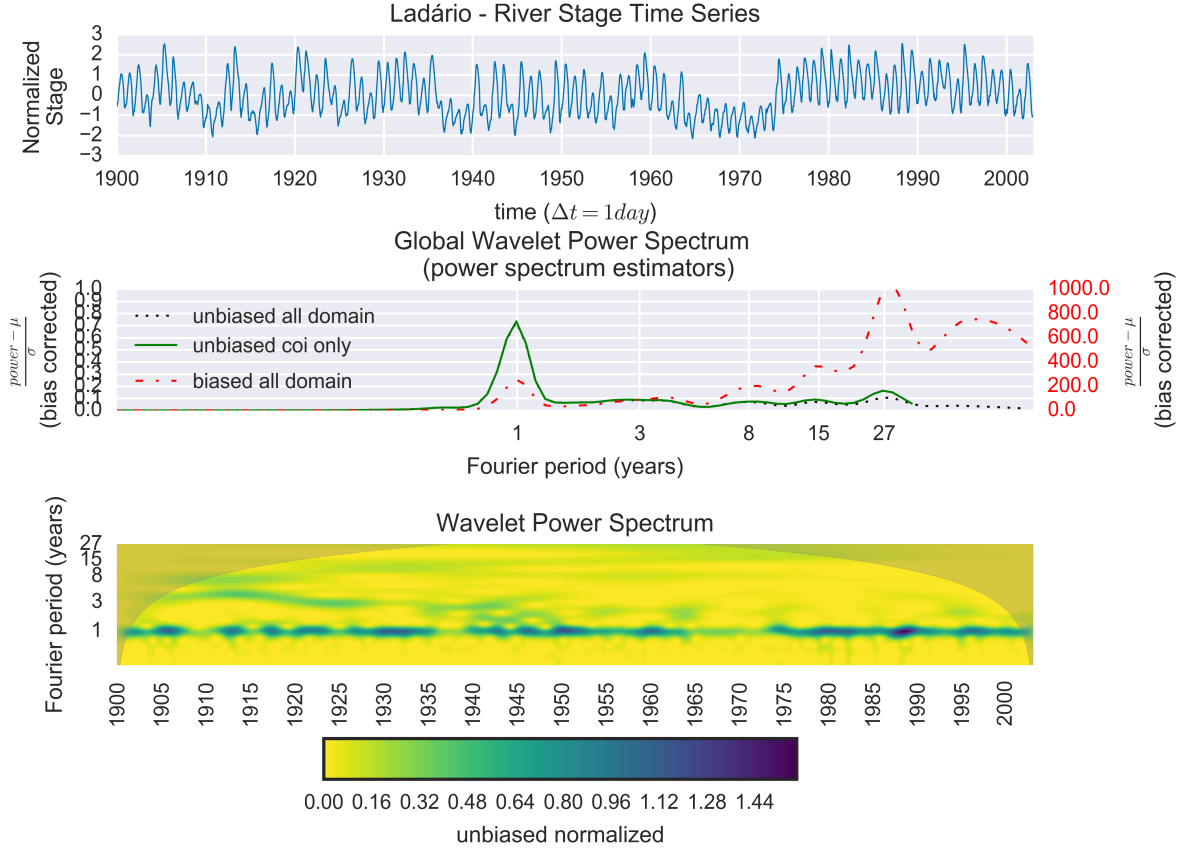 Ladário - River Stage Time Series
Normalized
Stage
3
2
1
0
−1
−2
−3
1900 1910 1920 1930 1940 1950 1960 1970 1980 1990 2000
time (Δt = 1day)
Global Wavelet Power Spectrum
(power spectrum estimators)
power − μ
σ
(bias corrected)
1.0
0.9
0.8
0.7
0.6
0.5
0.4
0.3
0.2
0.1
0.0
unbiased all domain
unbiased coi only
biased all domain
1000.0
800.0
600.0
400.0
200.0
0.0
power − μ
σ
(bias corrected)
1 3 8 15 27
Fourier period (years)
Wavelet Power Spectrum
Fourier period (years)
27
15
8
3
1
1900 1905 1910 1915 1920 1925 1930 1935 1940 1945 1950 1955 1960 1965 1970 1975 1980 1985 1990 1995 2000
0.00 0.16 0.32 0.48 0.64 0.80 0.96 1.12 1.28 1.44
unbiased normalized